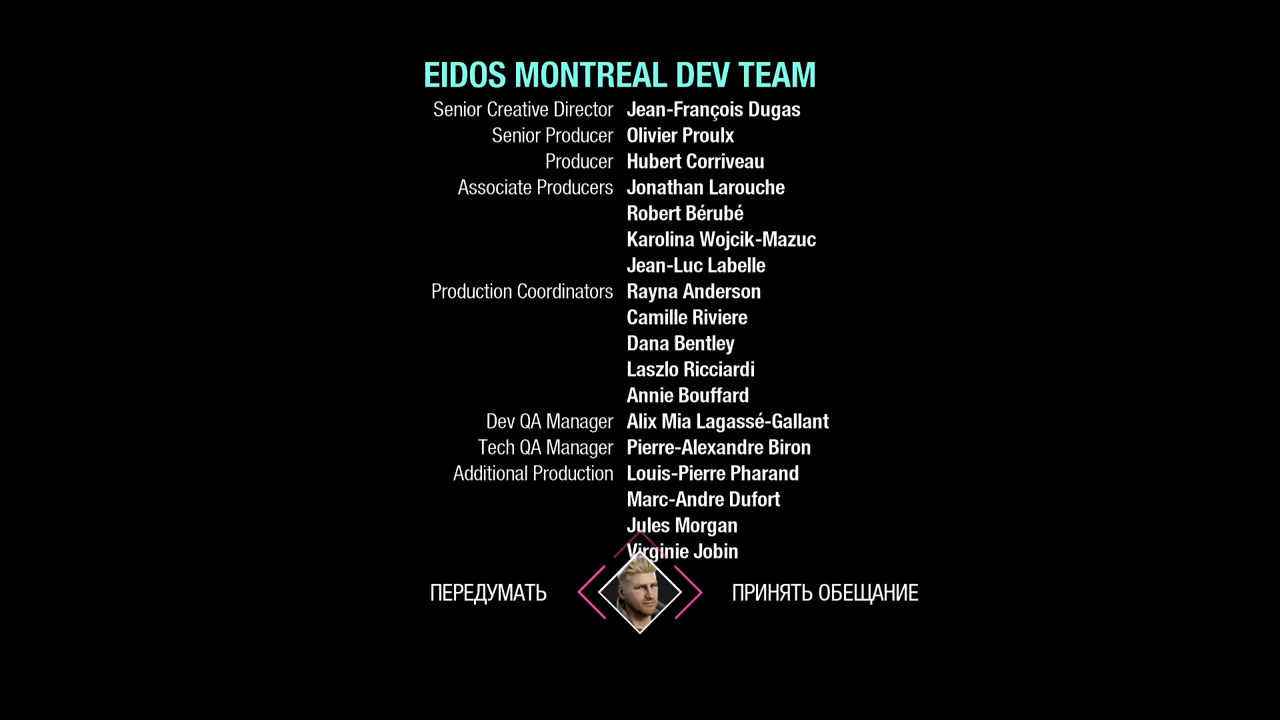 EIDOS MONTREAL DEV TEAM
Senior Creative Director Jean-François Dugas
Senior Producer Olivier Proulx
Producer Hubert Corriveau
Associate Producers Jonathan Larouche
Robert Bérubé
Karolina Wojcik-Mazuc
Jean-Luc Labelle
Production Coordinators Rayna Anderson
Camille Riviere
Dana Bentley
Laszlo Ricciardi
Annie Bouffard
Dev QA Manager Alix Mia Lagassé-Gallant
Tech QA Manager Pierre-Alexandre Biron
Additional Production Louis-Pierre Pharand
Marc-Andre Dufort
Jules Morgan
Virginie Jobin
ПЕРЕДУМАТЬ ПРИНЯТЬ ОБЕЩАНИЕ